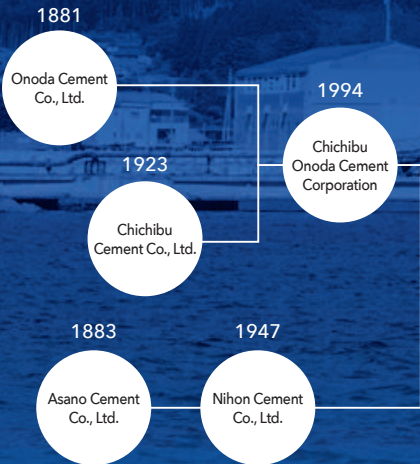 1881
Onoda Cement
Co., Ltd.
1994
Chichibu
Onoda Cement
Corporation
1923
Chichibu
Cement Co., Ltd.
1883
Asano Cement
Co., Ltd.
1947
Nihon Cement
Co., Ltd.